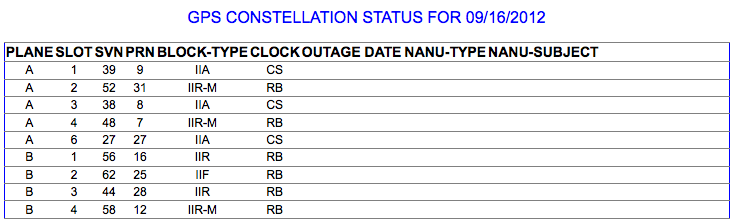 GPS CONSTELLATION STATUS FOR 09/16/2012
PLANE SLOT SVN PRN BLOCK-TYPE CLOCK OUTAGE DATE NANU-TYPE NANU-SUBJECT
A 1 39 9 IIA CS
A 2 52 31 IIR-M RB
A 3 38 8 IIA CS
A 4 48 7 IIR-M RB
A 6 27 27 IIA CS
B 1 56 16 IIR RB
B 2 62 25 IIF RB
B 3 44 28 IIR RB
B 4 58 12 IIR-M RB